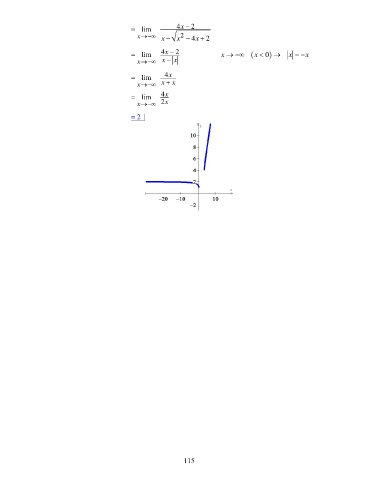 = lim x→−∞ (4x − 2)/(x − √(x² − 4x + 2))
= lim x→−∞ (4x − 2)/(x − |x|) x → −∞ (x < 0) → |x| = −x
= lim x→−∞ 4x/(x + x)
= lim x→−∞ 4x/2x
= 2
y
10
8
6
4
2
x
−20 −10 10
−2
115